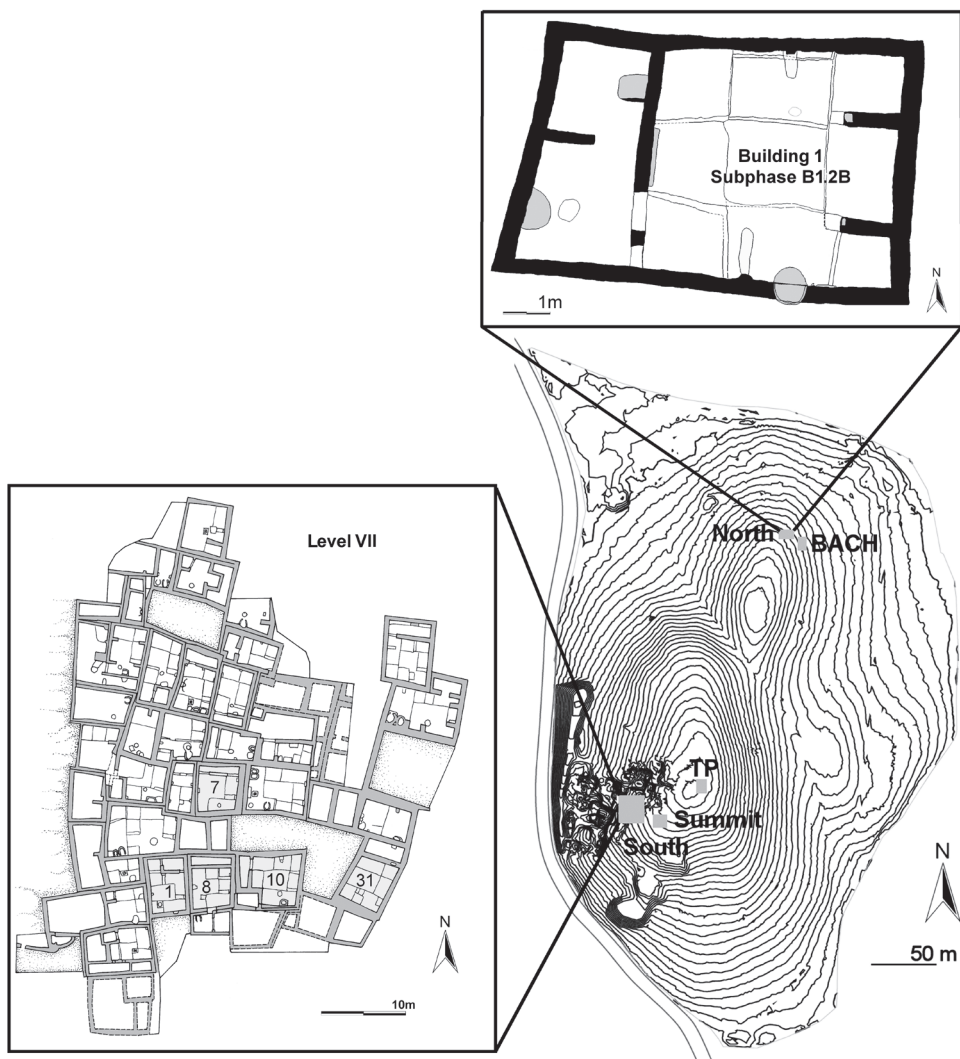 Building 1
Subphase B1.2B
N
1m
North
BACH
TP
Summit
South
N
50 m
Level VII
7
1
8
10
31
N
10m